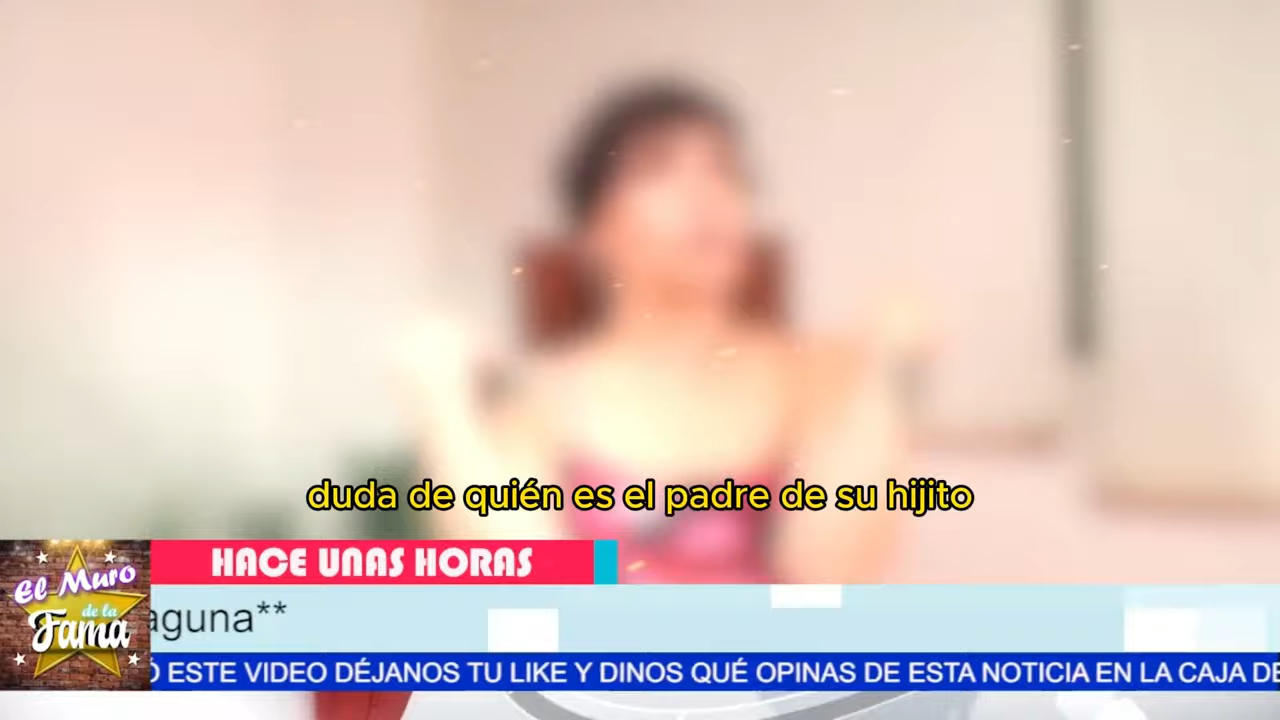 duda de quién es el padre de su hijito
HACE UNAS HORAS
El Muro
de la
Fama
aguna**
Ó ESTE VIDEO DÉJANOS TU LIKE Y DINOS QUÉ OPINAS DE ESTA NOTICIA EN LA CAJA DE